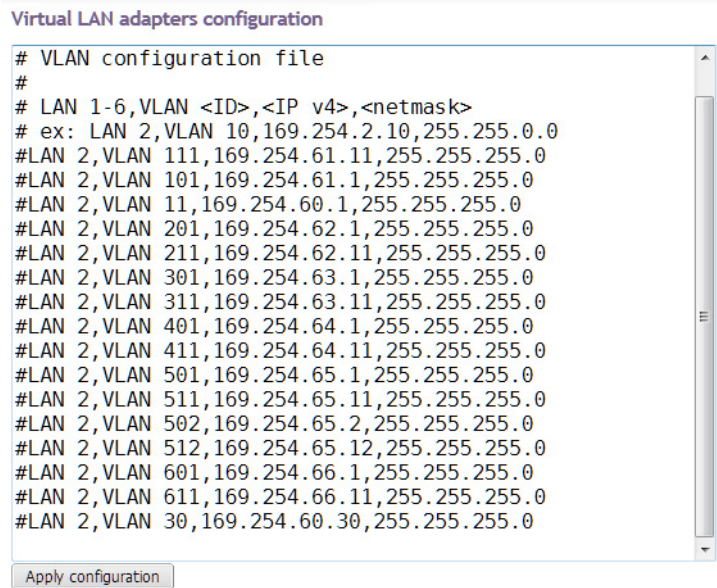 Virtual LAN adapters configuration
# VLAN configuration file
#
# LAN 1-6,VLAN <ID>,<IP v4>,<netmask>
# ex: LAN 2,VLAN 10,169.254.2.10,255.255.0.0
#LAN 2,VLAN 111,169.254.61.11,255.255.255.0
#LAN 2,VLAN 101,169.254.61.1,255.255.255.0
#LAN 2,VLAN 11,169.254.60.1,255.255.255.0
#LAN 2,VLAN 201,169.254.62.1,255.255.255.0
#LAN 2,VLAN 211,169.254.62.11,255.255.255.0
#LAN 2,VLAN 301,169.254.63.1,255.255.255.0
#LAN 2,VLAN 311,169.254.63.11,255.255.255.0
#LAN 2,VLAN 401,169.254.64.1,255.255.255.0
#LAN 2,VLAN 411,169.254.64.11,255.255.255.0
#LAN 2,VLAN 501,169.254.65.1,255.255.255.0
#LAN 2,VLAN 511,169.254.65.11,255.255.255.0
#LAN 2,VLAN 502,169.254.65.2,255.255.255.0
#LAN 2,VLAN 512,169.254.65.12,255.255.255.0
#LAN 2,VLAN 601,169.254.66.1,255.255.255.0
#LAN 2,VLAN 611,169.254.66.11,255.255.255.0
#LAN 2,VLAN 30,169.254.60.30,255.255.255.0
Apply configuration